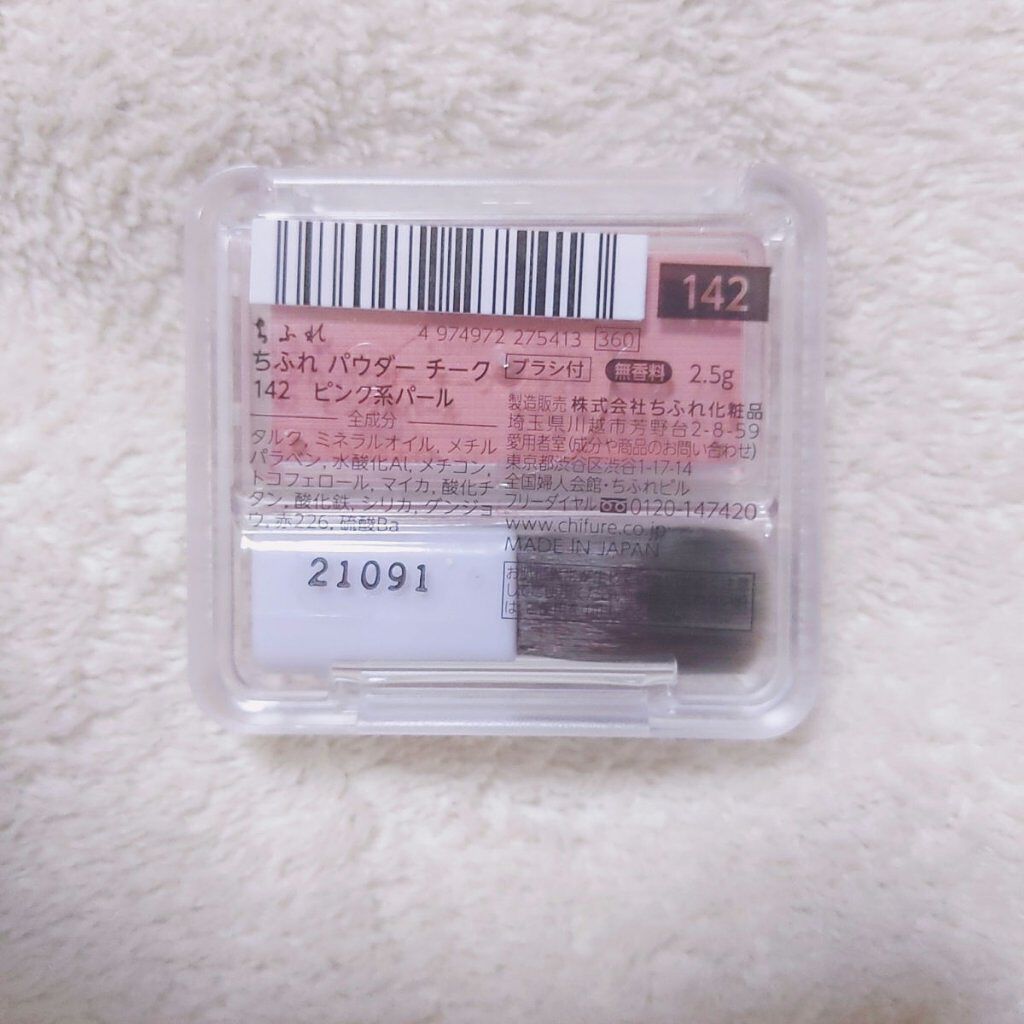 142
ちふれ
4 974972 275413 360
ちふれ パウダー チーク ブラシ付 無香料 2.5g
142 ピンク系パール
全成分
タルク, ミネラルオイル, メチル
パラベン, 水酸化Al, メチコン,
トコフェロール, マイカ, 酸化チ
タン, 酸化鉄, シリカ, グンジョ
ウ, 赤226, 硫酸Ba
製造販売 株式会社ちふれ化粧品
埼玉県川越市芳野台2-8-59
愛用者室(成分や商品のお問い合わせ)
東京都渋谷区渋谷1-17-14
全国婦人会館・ちふれビル
フリーダイヤル 0120-147420
www.chifure.co.jp
MADE IN JAPAN
21091